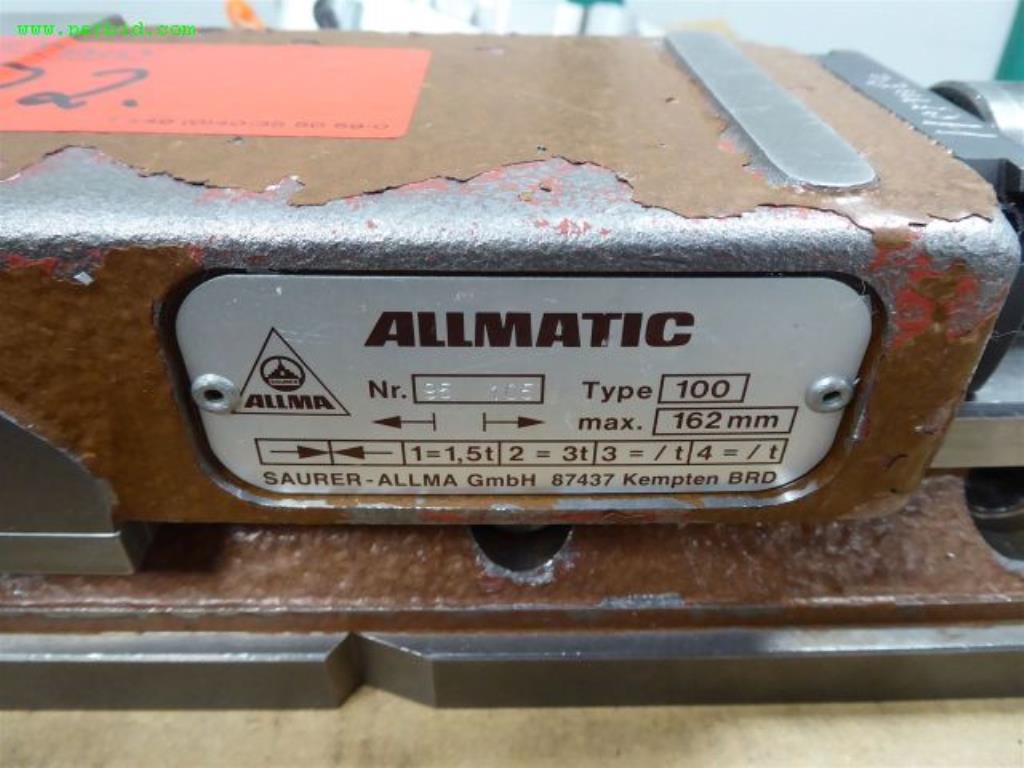 www.netbid.com
2.
ALLMATIC
ALLMA
Nr. Type 100
max. 162 mm
1=1,5t 2 = 3t 3 = / t 4 = / t
SAURER-ALLMA GmbH 87437 Kempten BRD